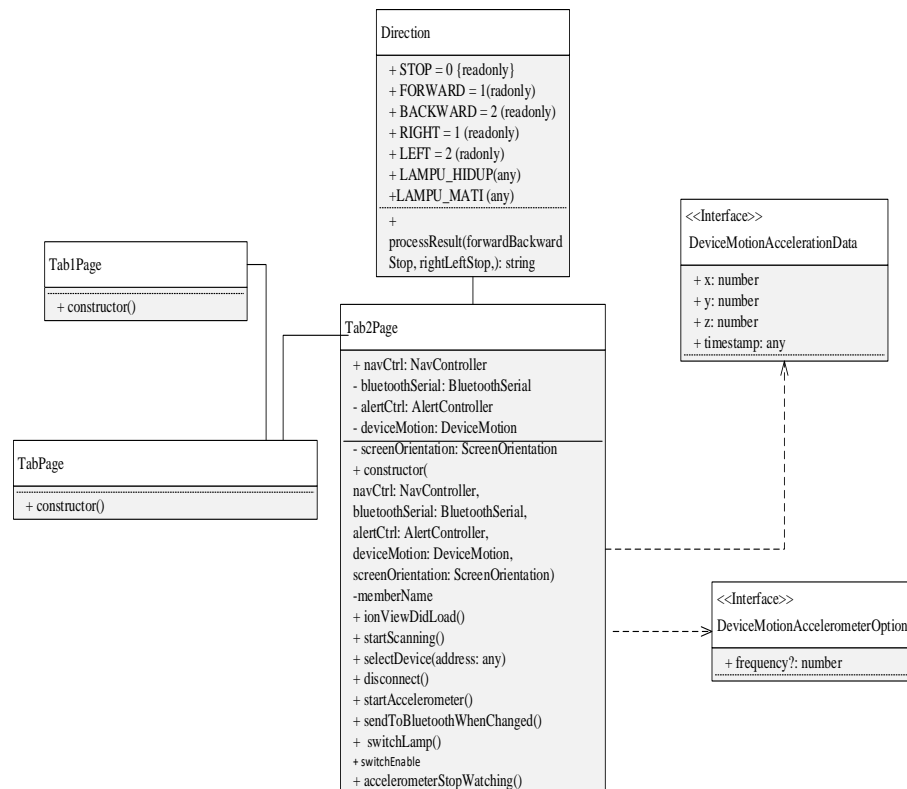 Direction
+ STOP = 0 {readonly}
+ FORWARD = 1(radonly)
+ BACKWARD = 2 (readonly)
+ RIGHT = 1 (readonly)
+ LEFT = 2 (radonly)
+ LAMPU_HIDUP(any)
+LAMPU_MATI (any)
+
processResult(forwardBackward
Stop, rightLeftStop,): string
<<Interface>>
DeviceMotionAccelerationData
+ x: number
+ y: number
+ z: number
+ timestamp: any
Tab1Page
+ constructor()
TabPage
+ constructor()
Tab2Page
+ navCtrl: NavController
- bluetoothSerial: BluetoothSerial
- alertCtrl: AlertController
- deviceMotion: DeviceMotion
- screenOrientation: ScreenOrientation
+ constructor(
navCtrl: NavController,
bluetoothSerial: BluetoothSerial,
alertCtrl: AlertController,
deviceMotion: DeviceMotion,
screenOrientation: ScreenOrientation)
-memberName
+ ionViewDidLoad()
+ startScanning()
+ selectDevice(address: any)
+ disconnect()
+ startAccelerometer()
+ sendToBluetoothWhenChanged()
+ switchLamp()
+ switchEnable
+ accelerometerStopWatching()
<<Interface>>
DeviceMotionAccelerometerOption
+ frequency?: number